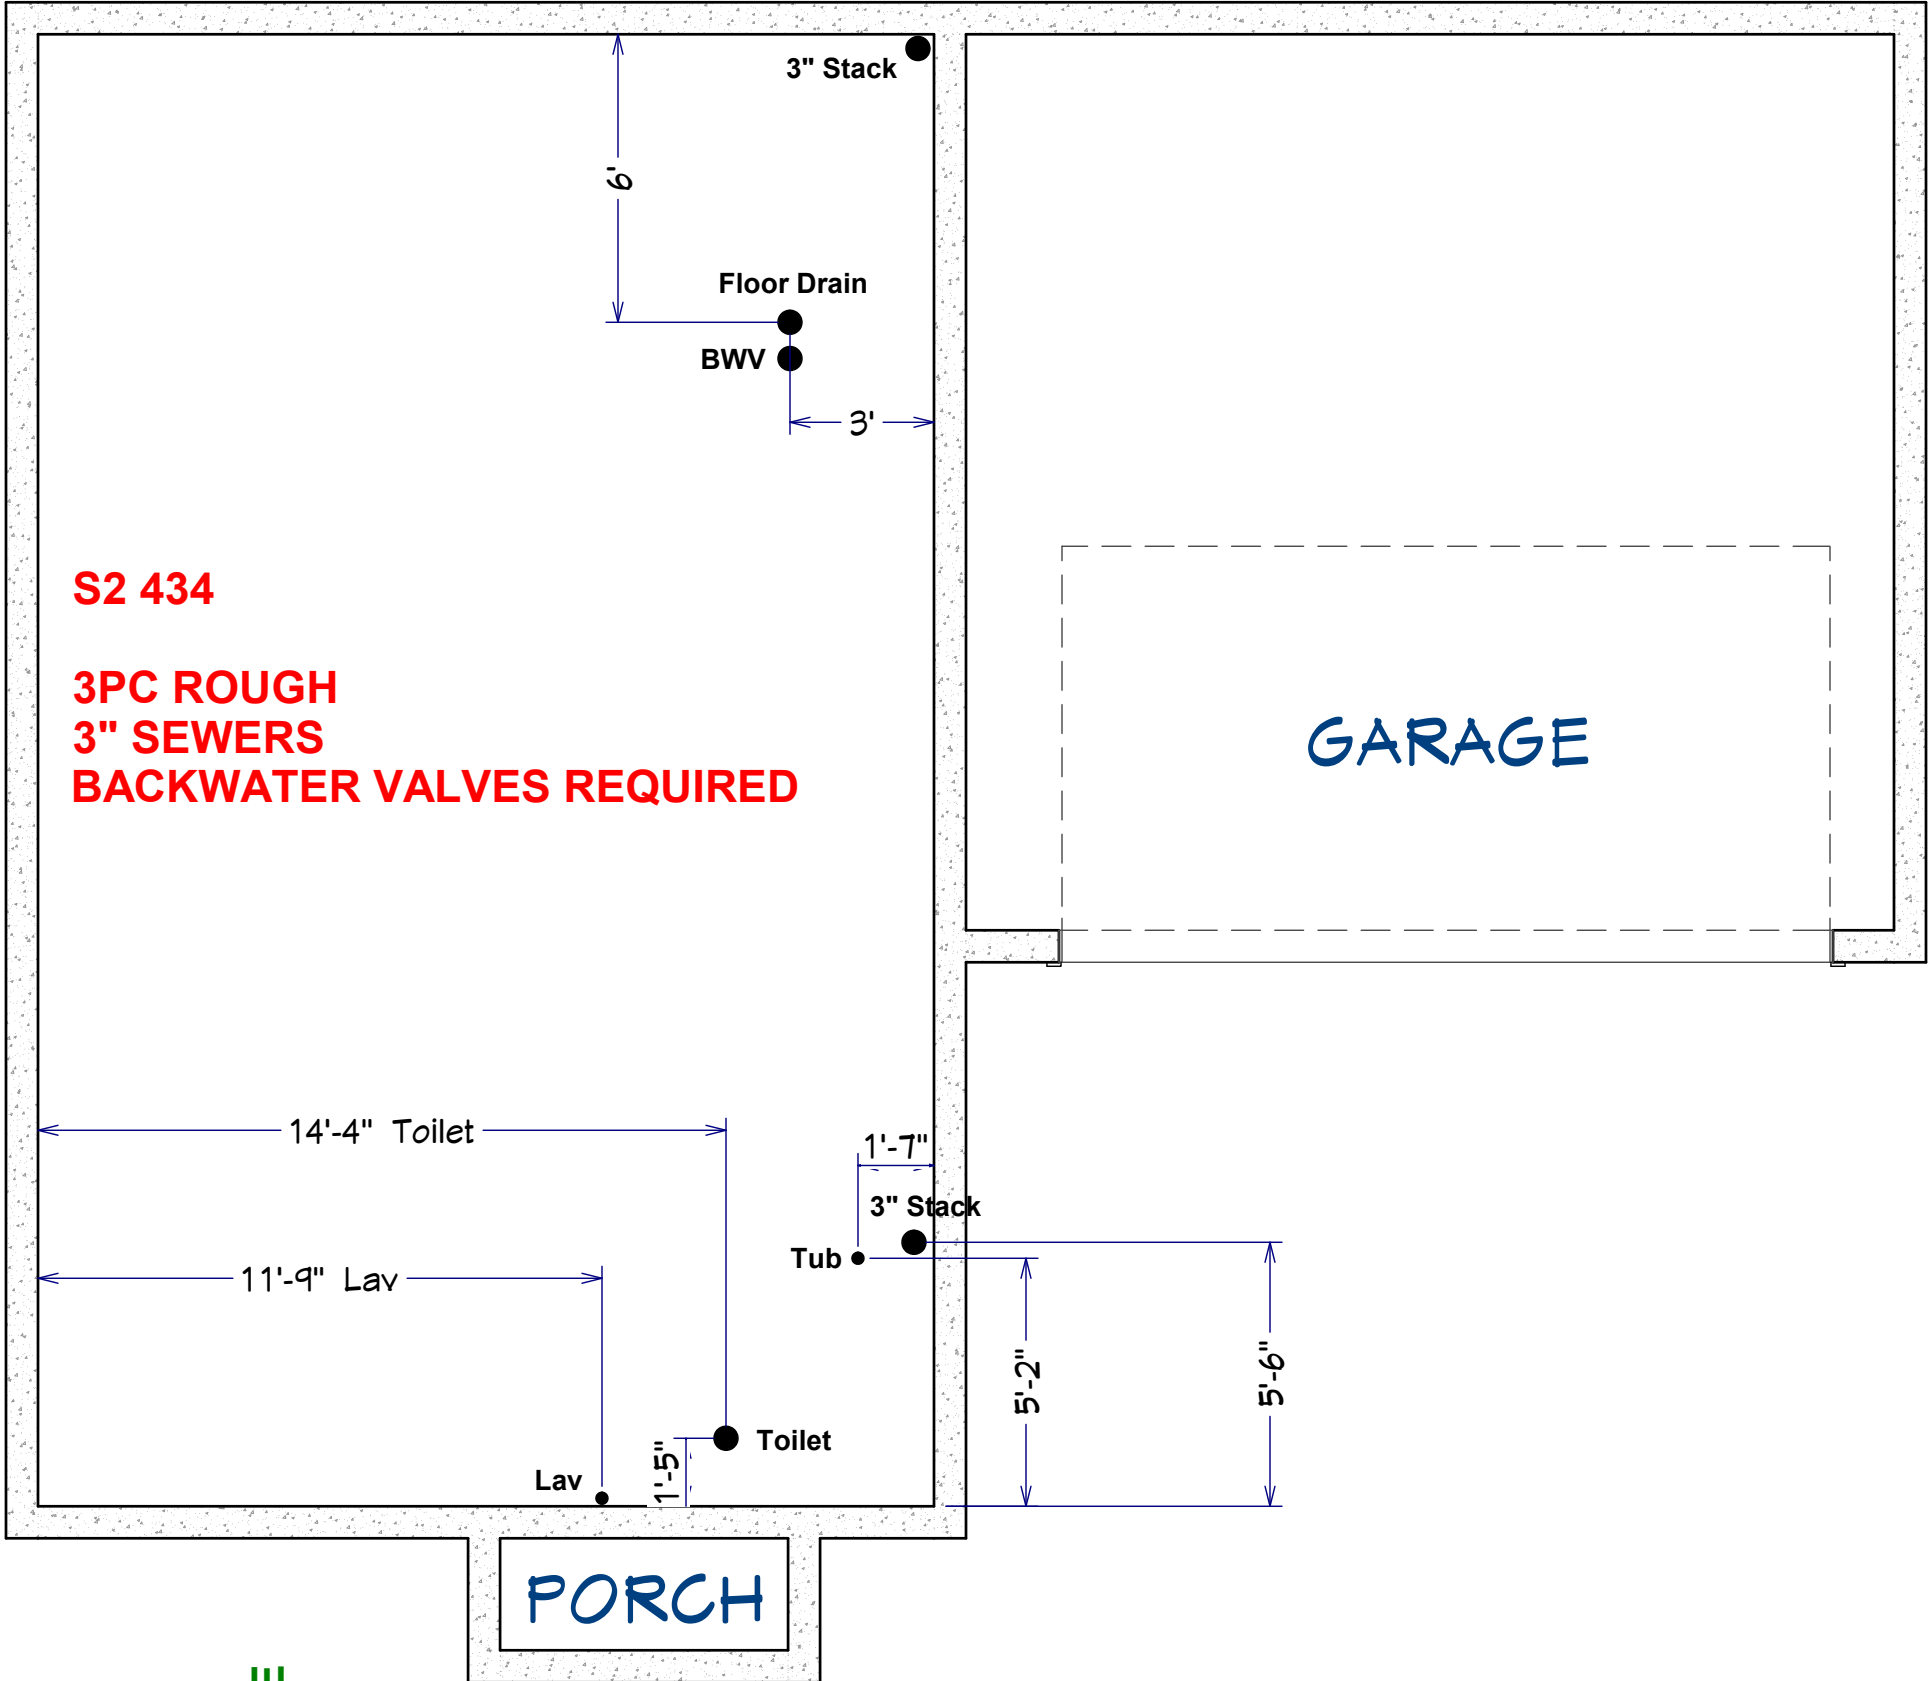 3" Stack
6'
Floor Drain
BWV
3'
S2 434
3PC ROUGH
3" SEWERS
BACKWATER VALVES REQUIRED
GARAGE
14'-4" Toilet
1'-7"
3" Stack
Tub
11'-9" Lav
5'-2"
5'-6"
Toilet
1'-5"
Lav
PORCH